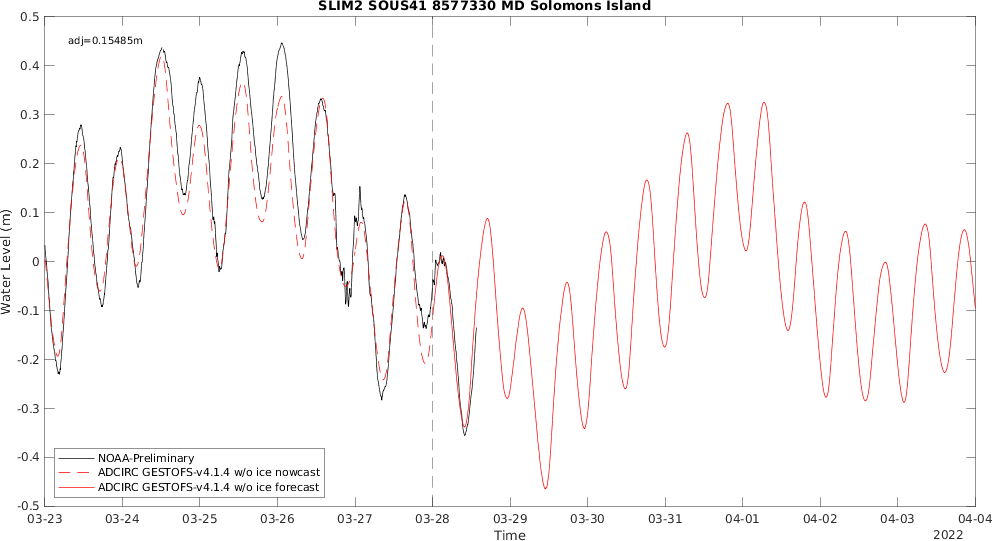 SLIM2 SOUS41 8577330 MD Solomons Island
adj=0.15485m
0.5
0.4
0.3
0.2
0.1
0
-0.1
-0.2
-0.3
-0.4
-0.5
Water Level (m)
NOAA-Preliminary
ADCIRC GESTOFS-v4.1.4 w/o ice nowcast
ADCIRC GESTOFS-v4.1.4 w/o ice forecast
03-23 03-24 03-25 03-26 03-27 03-28 03-29 03-30 03-31 04-01 04-02 04-03 04-04
Time
2022